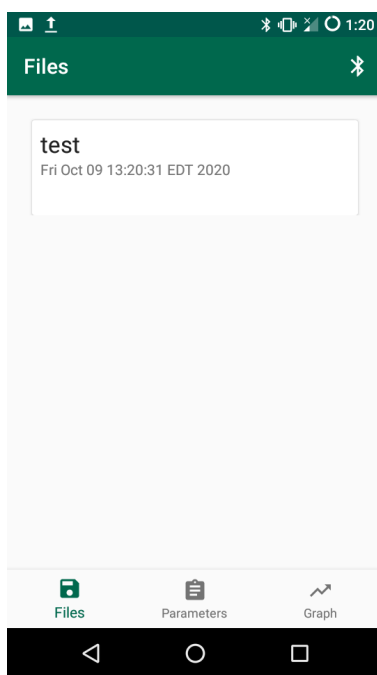 1:20
Files
test
Fri Oct 09 13:20:31 EDT 2020
Files
Parameters
Graph